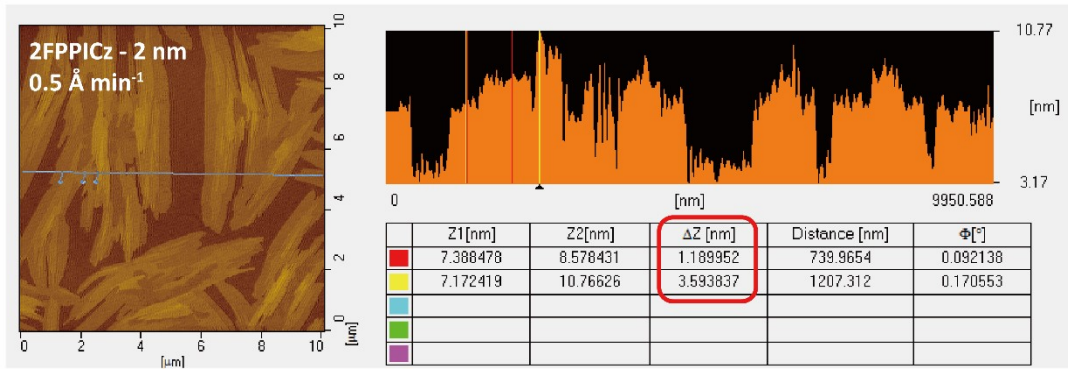 2FPPICz - 2 nm
0.5 Å min⁻¹
10
8
6
4
2
0
[µm]
0 2 4 6 8 10
[µm]
10.77
[nm]
3.17
0 [nm] 9950.588
Z1[nm] Z2[nm] ΔZ [nm] Distance [nm] Φ[°]
7.388478 8.578431 1.189952 739.9654 0.092138
7.172419 10.76626 3.593837 1207.312 0.170553